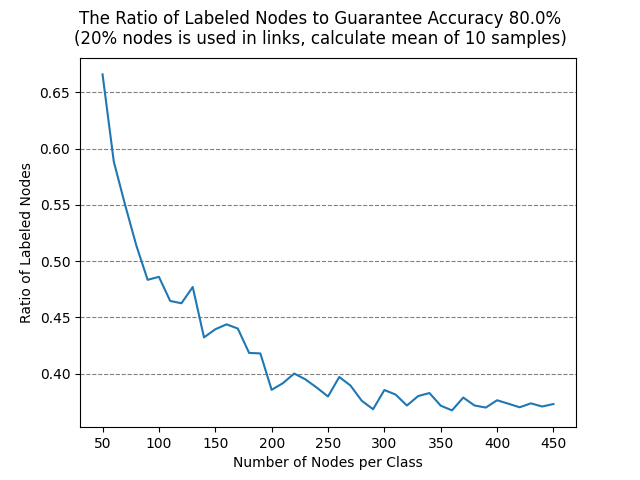 The Ratio of Labeled Nodes to Guarantee Accuracy 80.0%
(20% nodes is used in links, calculate mean of 10 samples)
0.65
0.60
0.55
0.50
0.45
0.40
Ratio of Labeled Nodes
50 100 150 200 250 300 350 400 450
Number of Nodes per Class